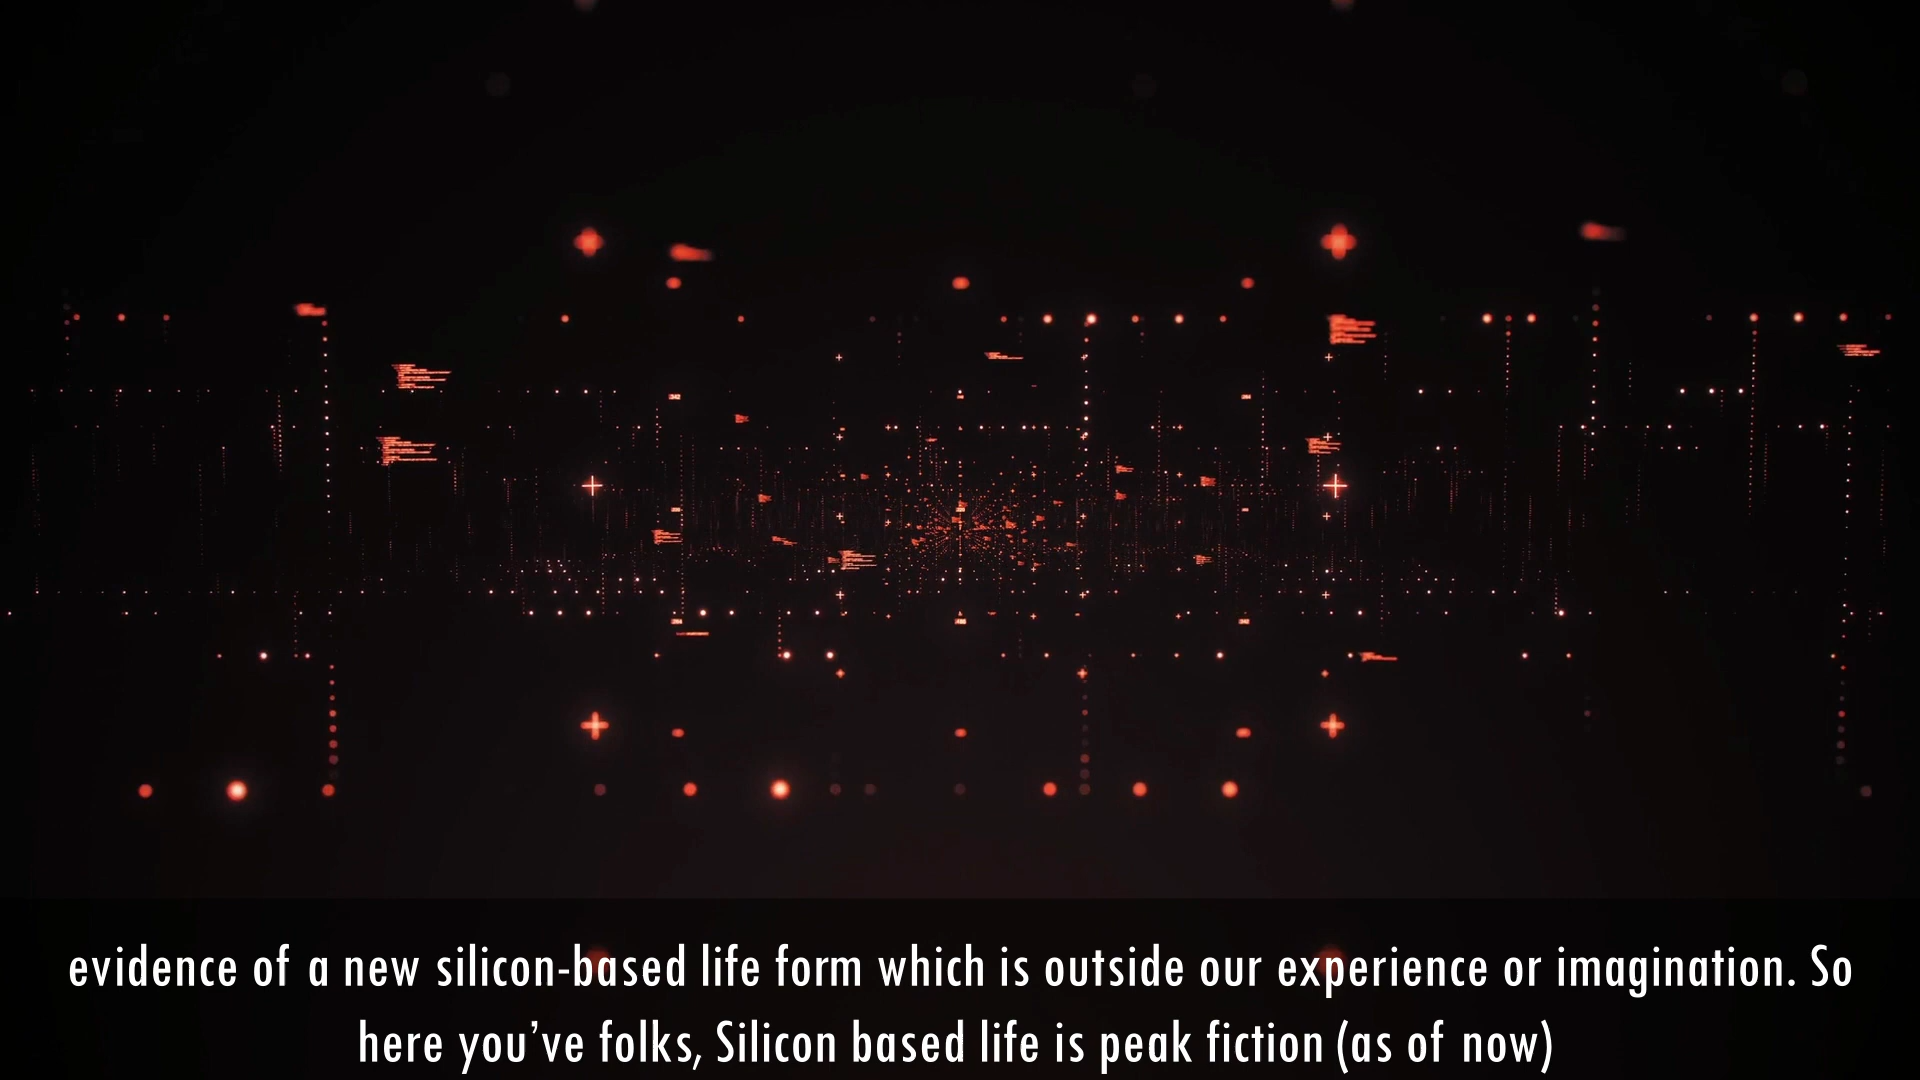 evidence of a new silicon-based life form which is outside our experience or imagination. So
here you've folks, Silicon based life is peak fiction (as of now)